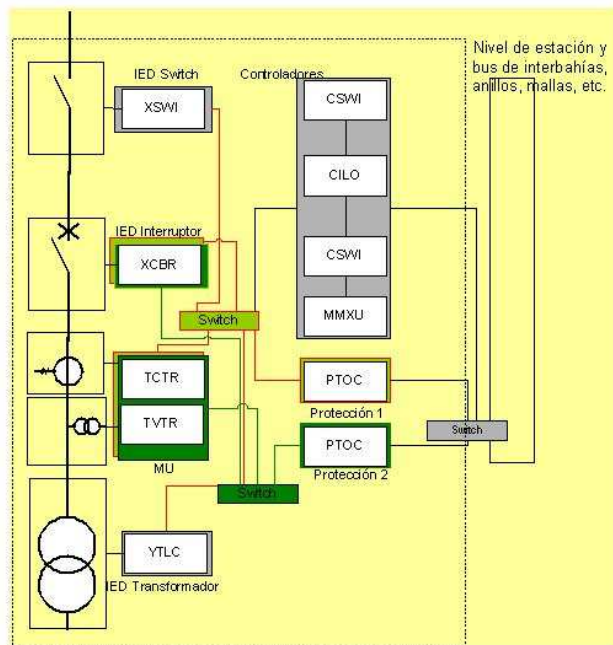 Nivel de estación y
bus de interbahías,
anillos, mallas, etc.
IED Switch
Controladores
XSWI
CSWI
CILO
IED Interruptor
XCBR
CSWI
MMXU
Switch
TCTR
PTOC
Protección 1
TVTR
MU
PTOC
Protección 2
Switch
Switch
YTLC
IED Transformador